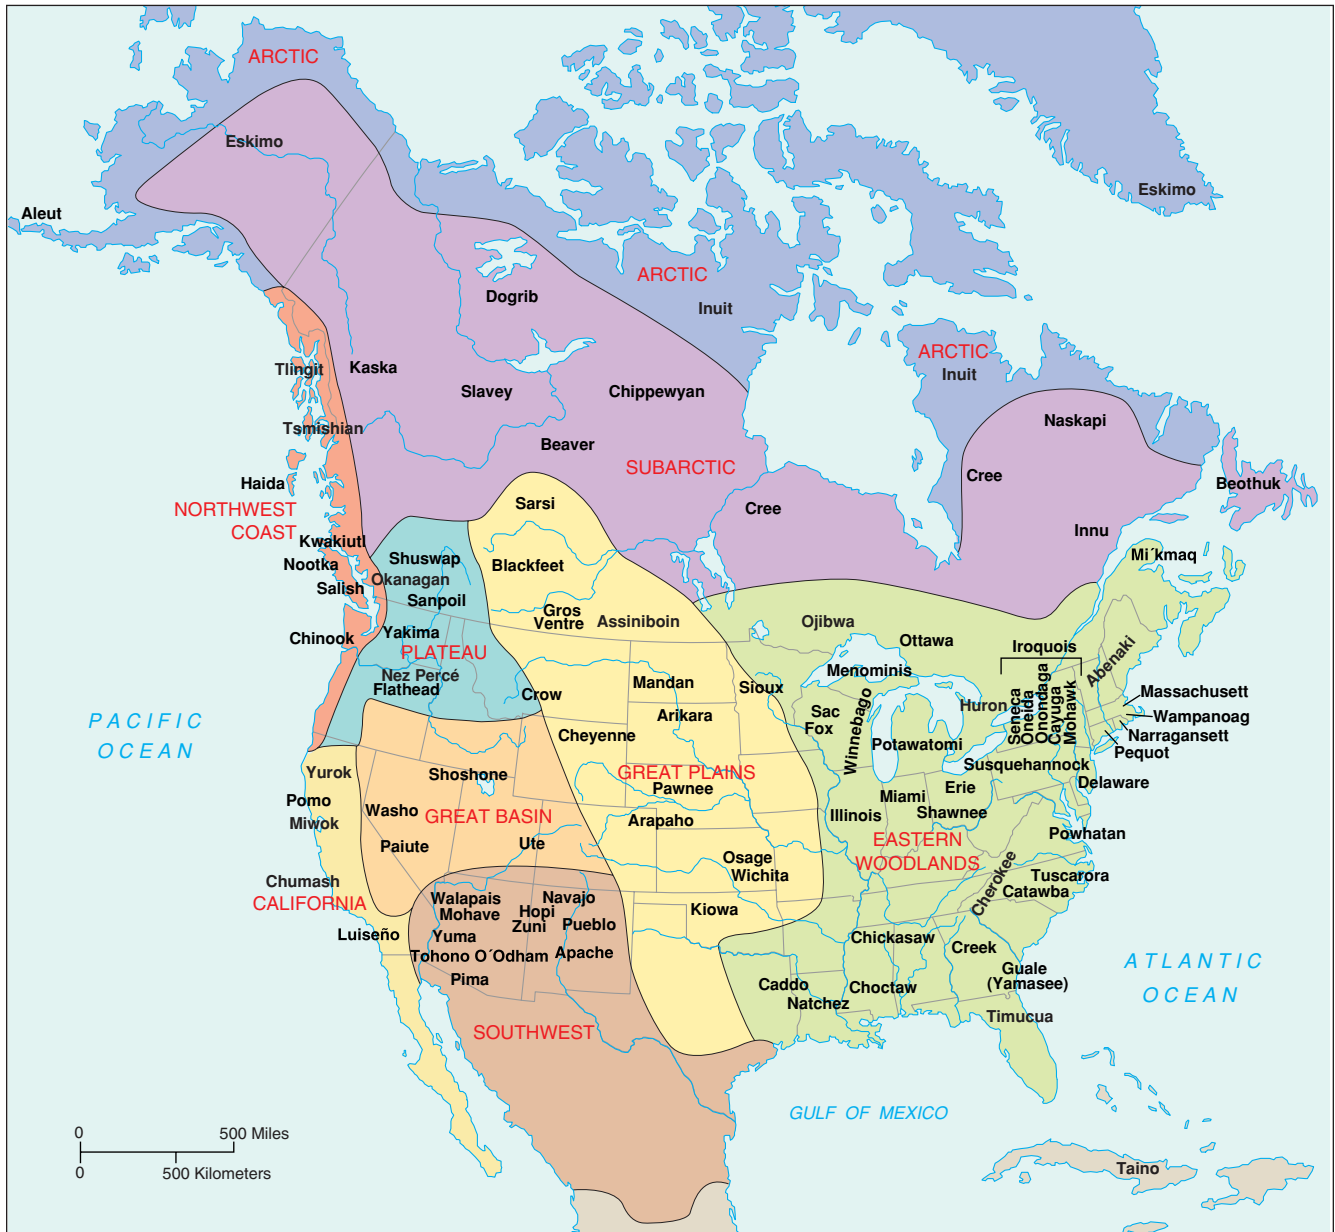 ARCTIC
Eskimo
Eskimo
Aleut
ARCTIC
Dogrib
Inuit
ARCTIC
Inuit
Tlingit
Kaska
Slavey
Chippewyan
Naskapi
Tsmishian
Beaver
SUBARCTIC
Cree
Haida
Beothuk
Sarsi
Cree
NORTHWEST
COAST
Innu
Kwakiutl
Nootka
Shuswap
Blackfeet
Mi´kmaq
Okanagan
Salish
Sanpoil
Gros
Ventre
Assiniboin
Ojibwa
Chinook
Yakima
Ottawa
Iroquois
PLATEAU
Abenaki
Nez Percé
Flathead
Menominis
Crow
Mandan
Sioux
Massachusett
Huron
Seneca
Oneida
Onondaga
Cayuga
Mohawk
Wampanoag
Arikara
Sac
Fox
Winnebago
Narragansett
PACIFIC
OCEAN
Cheyenne
Potawatomi
Pequot
Yurok
Shoshone
GREAT PLAINS
Susquehannock
Pawnee
Delaware
Pomo
Washo
Miami
Erie
Miwok
GREAT BASIN
Arapaho
Illinois
Shawnee
Paiute
Ute
EASTERN
WOODLANDS
Powhatan
Osage
Wichita
Cherokee
Tuscarora
Catawba
Chumash
CALIFORNIA
Walapais
Mohave
Navajo
Hopi
Zuni
Kiowa
Luiseño
Yuma
Pueblo
Chickasaw
Creek
Tohono O´Odham
Apache
ATLANTIC
OCEAN
Pima
Caddo
Choctaw
Guale
(Yamasee)
Natchez
Timucua
SOUTHWEST
GULF OF MEXICO
0
500 Miles
0
500 Kilometers
Taino